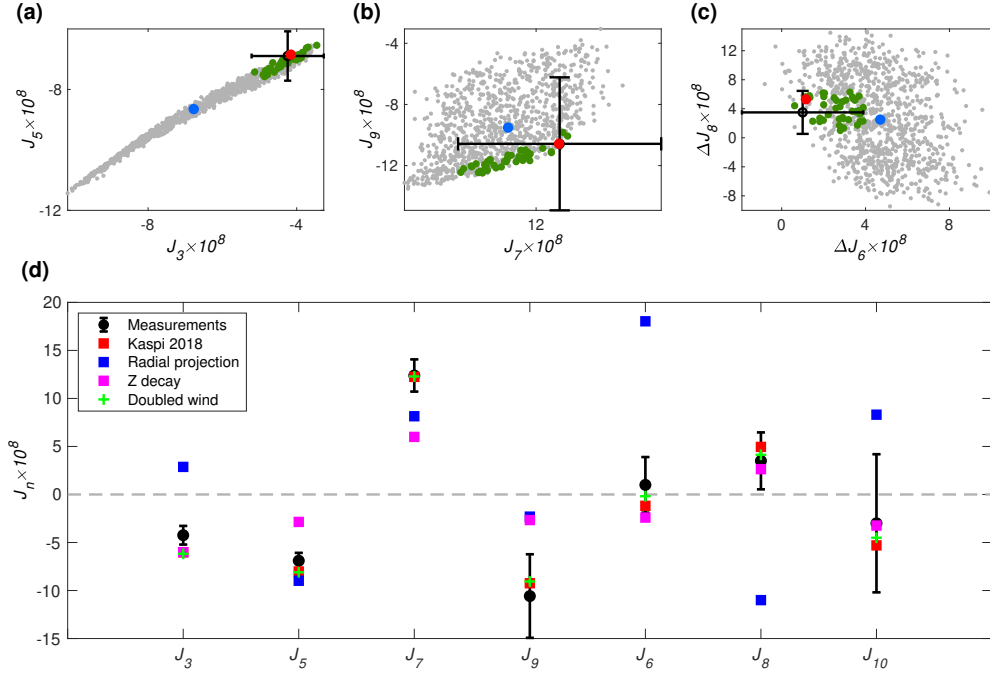 (a)
J5×10^8
-8
-12
-8
-4
J3×10^8
(b)
J9×10^8
-4
-8
-12
12
J7×10^8
(c)
ΔJ8×10^8
12
8
4
0
-4
-8
0
4
8
ΔJ6×10^8
(d)
Jn×10^8
20
15
10
5
0
-5
-10
-15
Measurements
Kaspi 2018
Radial projection
Z decay
Doubled wind
J3
J5
J7
J9
J6
J8
J10